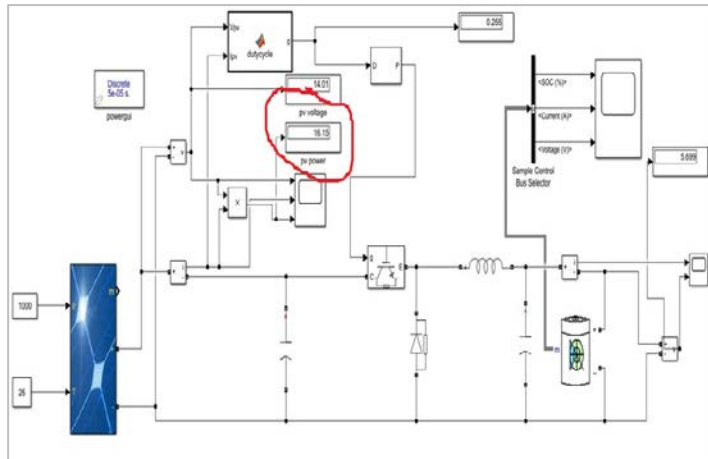 Vpv
Ipv
dutycycle
D
D
P
0.255
Discrete
5e-05 s.
powergui
14.01
pv voltage
16.15
pv power
<SOC (%)>
<Current (A)>
<Voltage (V)>
Sample Control
Bus Selector
5.699
+
-
v
X
+
-
i
g
C
E
+
i
-
1000
26
T
m
+
-
m
+
-
v